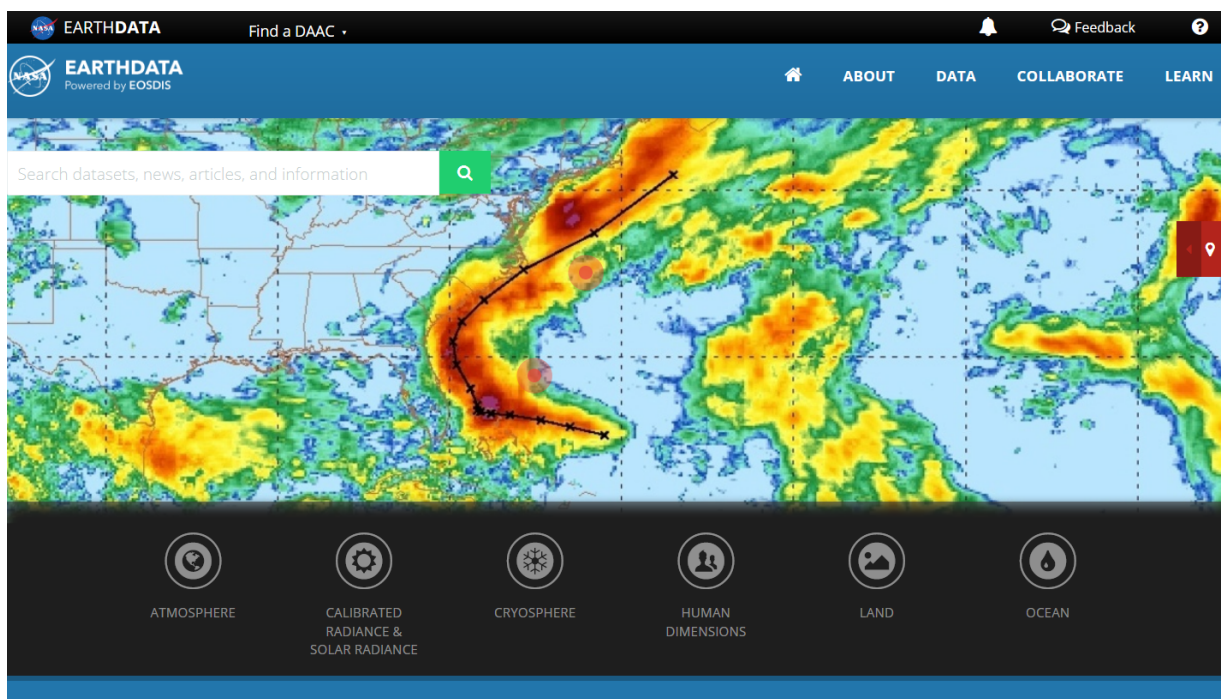 NASA EARTHDATA Find a DAAC Feedback ?
NASA EARTHDATA
Powered by EOSDIS
ABOUT DATA COLLABORATE LEARN
Search datasets, news, articles, and information
ATMOSPHERE
CALIBRATED
RADIANCE &
SOLAR RADIANCE
CRYOSPHERE
HUMAN
DIMENSIONS
LAND
OCEAN